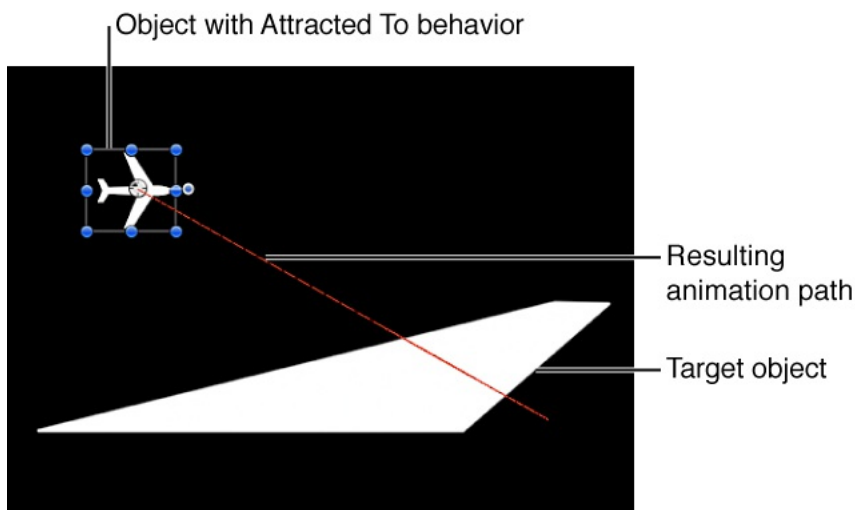 Object with Attracted To behavior
Resulting
animation path
Target object